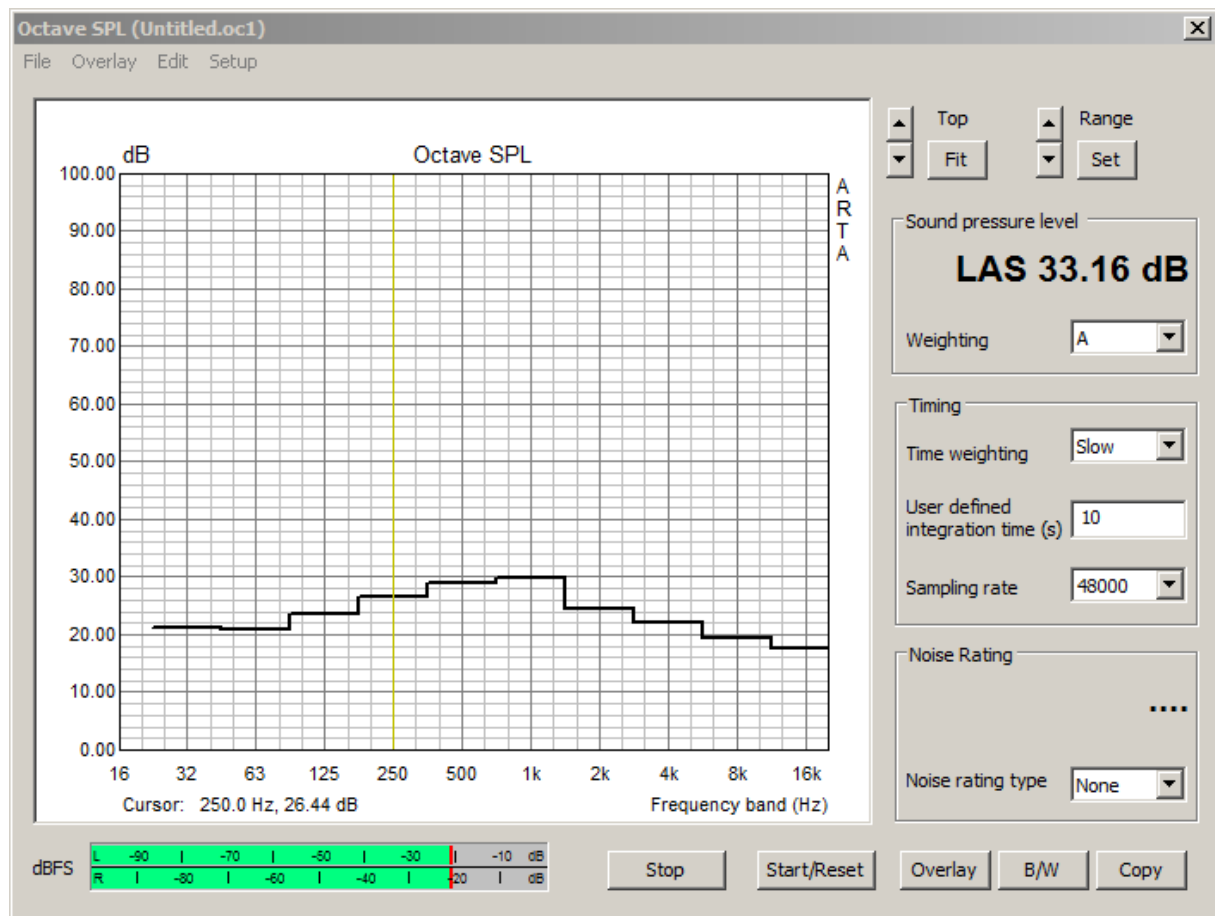 Octave SPL (Untitled.oc1)
File Overlay Edit Setup
dB
Octave SPL
100.00
90.00
80.00
70.00
60.00
50.00
40.00
30.00
20.00
10.00
0.00
A
R
T
A
16 32 63 125 250 500 1k 2k 4k 8k 16k
Cursor: 250.0 Hz, 26.44 dB
Frequency band (Hz)
Top
Fit
Range
Set
Sound pressure level
LAS 33.16 dB
Weighting A
Timing
Time weighting Slow
User defined
integration time (s) 10
Sampling rate 48000
Noise Rating
....
Noise rating type None
dBFS
L -90 | -70 | -50 | -30 | -10 dB
R | -80 | -60 | -40 | -20 | dB
Stop
Start/Reset
Overlay
B/W
Copy